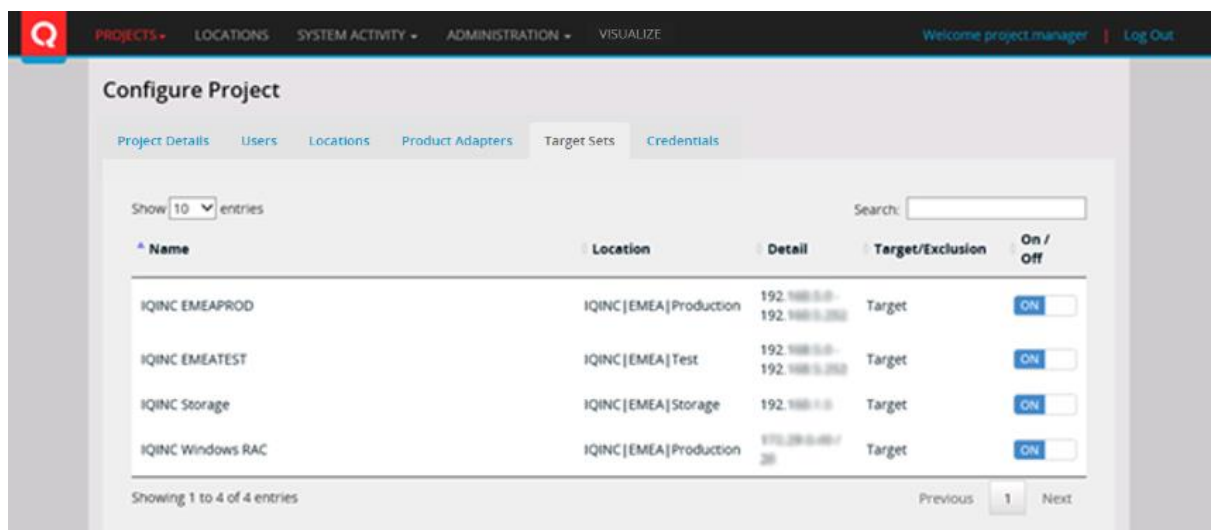 PROJECTS LOCATIONS SYSTEM ACTIVITY ADMINISTRATION VISUALIZE Welcome project.manager | Log Out
Configure Project
Project Details Users Locations Product Adapters Target Sets Credentials
Show 10 entries Search:
Name Location Detail Target/Exclusion On / Off
IQINC EMEAPROD IQINC|EMEA|Production 192. 192. Target ON
IQINC EMEATEST IQINC|EMEA|Test 192. 192. Target ON
IQINC Storage IQINC|EMEA|Storage 192. Target ON
IQINC Windows RAC IQINC|EMEA|Production Target ON
Showing 1 to 4 of 4 entries Previous 1 Next